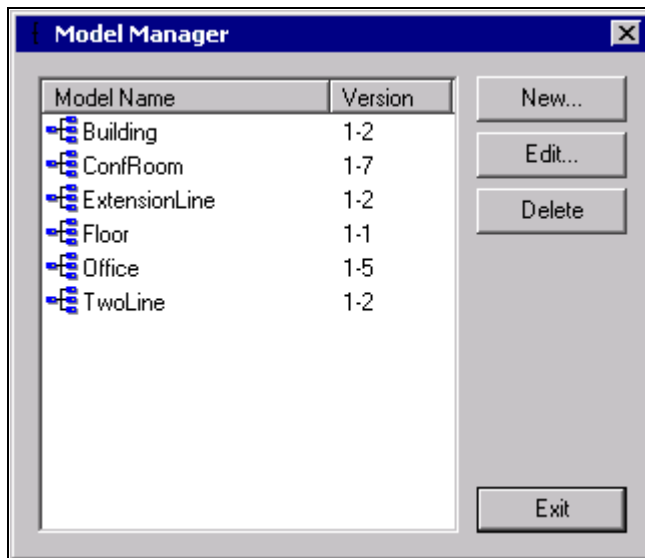 Model Manager
Model Name Version
Building 1-2
ConfRoom 1-7
ExtensionLine 1-2
Floor 1-1
Office 1-5
TwoLine 1-2
New...
Edit...
Delete
Exit